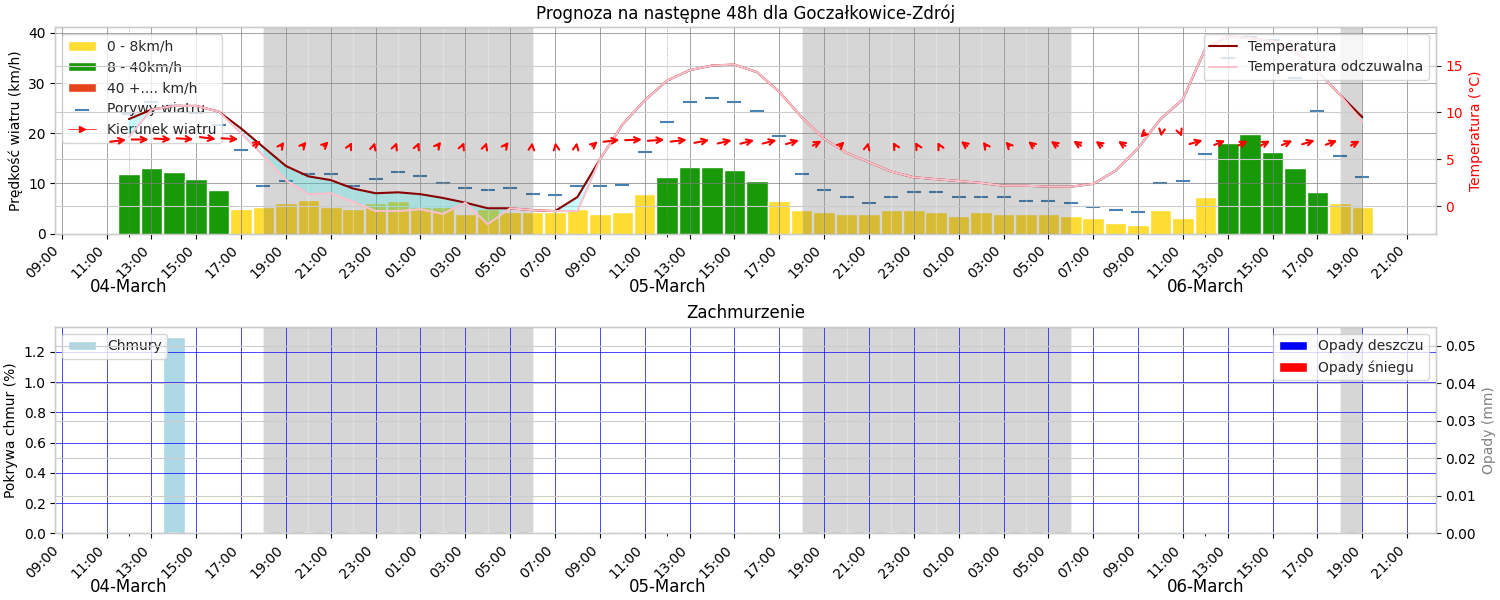 Prognoza na następne 48h dla Goczałkowice-Zdrój
Prędkość wiatru (km/h)
40
30
20
10
0
0 - 8km/h
8 - 40km/h
40 +.... km/h
Porywy wiatru
Kierunek wiatru
Temperatura
Temperatura odczuwalna
15
10
5
0
Temperatura (°C)
09:00 11:00 13:00 15:00 17:00 19:00 21:00 23:00 01:00 03:00 05:00 07:00 09:00 11:00 13:00 15:00 17:00 19:00 21:00 23:00 01:00 03:00 05:00 07:00 09:00 11:00 13:00 15:00 17:00 19:00 21:00
04-March 05-March 06-March
Zachmurzenie
Pokrywa chmur (%)
1.2
1.0
0.8
0.6
0.4
0.2
0.0
Chmury
Opady deszczu
Opady śniegu
0.05
0.04
0.03
0.02
0.01
0.00
Opady (mm)
09:00 11:00 13:00 15:00 17:00 19:00 21:00 23:00 01:00 03:00 05:00 07:00 09:00 11:00 13:00 15:00 17:00 19:00 21:00 23:00 01:00 03:00 05:00 07:00 09:00 11:00 13:00 15:00 17:00 19:00 21:00
04-March 05-March 06-March